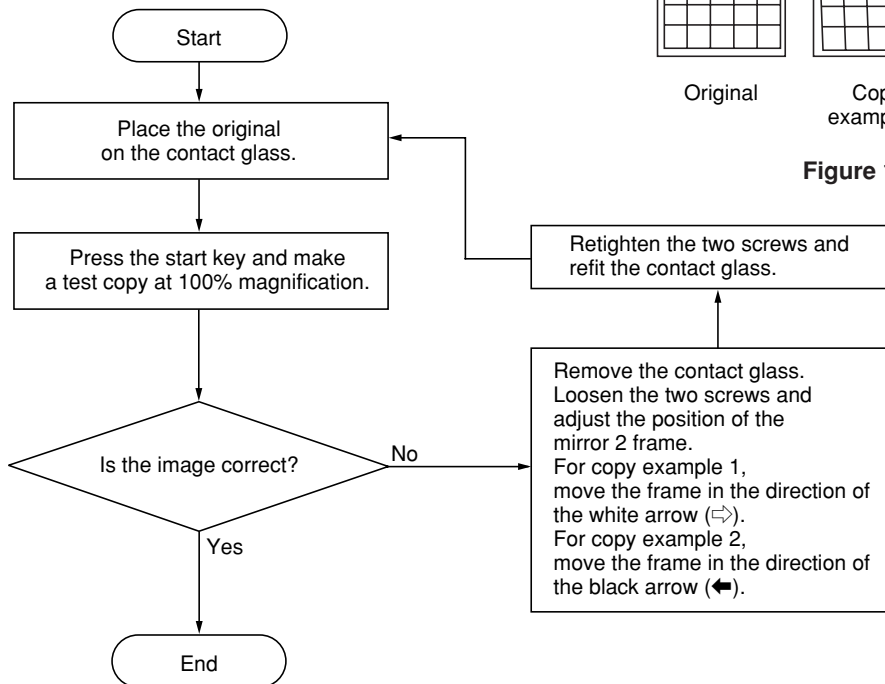 Start
Place the original
on the contact glass.
Press the start key and make
a test copy at 100% magnification.
Is the image correct?
No
Yes
End
Original
Figure
Retighten the two screws and
refit the contact glass.
Remove the contact glass.
Loosen the two screws and
adjust the position of the
mirror 2 frame.
For copy example 1,
move the frame in the direction of
the white arrow (⇨).
For copy example 2,
move the frame in the direction of
the black arrow (⬅).